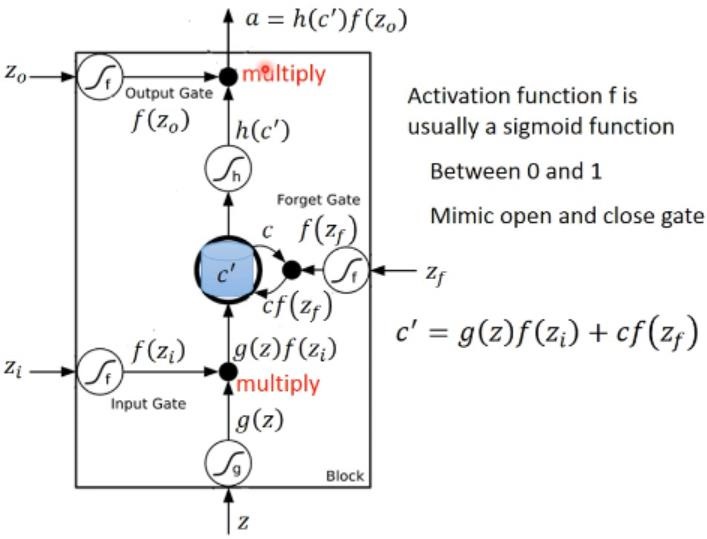 a = h(c′)f(z_o)
z_o
f
multiply
Output Gate
f(z_o)
h(c′)
h
Forget Gate
c
f(z_f)
c′
f
z_f
cf(z_f)
z_i
f(z_i)
f
g(z)f(z_i)
multiply
Input Gate
g(z)
g
Block
z
Activation function f is
usually a sigmoid function
Between 0 and 1
Mimic open and close gate
c′ = g(z)f(z_i) + cf(z_f)